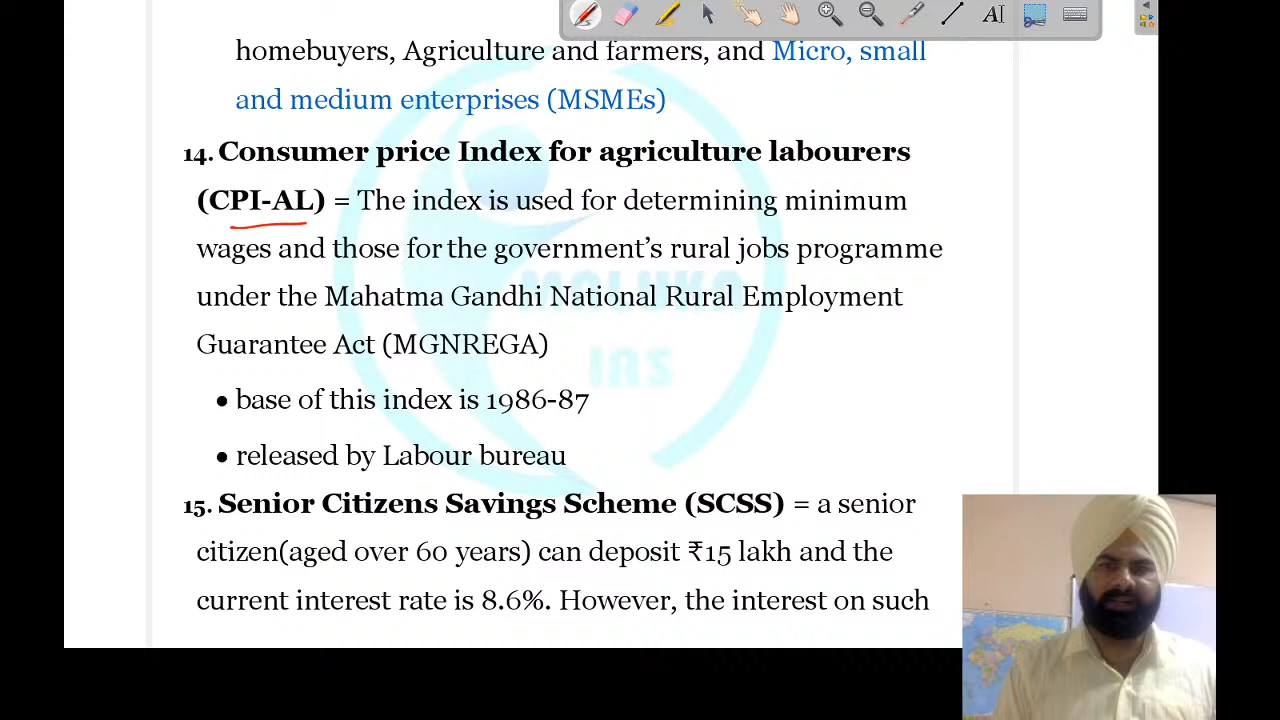 homebuyers, Agriculture and farmers, and Micro, small
and medium enterprises (MSMEs)
14. Consumer price Index for agriculture labourers
(CPI-AL) = The index is used for determining minimum
wages and those for the government’s rural jobs programme
under the Mahatma Gandhi National Rural Employment
Guarantee Act (MGNREGA)
• base of this index is 1986-87
• released by Labour bureau
15. Senior Citizens Savings Scheme (SCSS) = a senior
citizen(aged over 60 years) can deposit ₹15 lakh and the
current interest rate is 8.6%. However, the interest on such
MALUKA
IAS